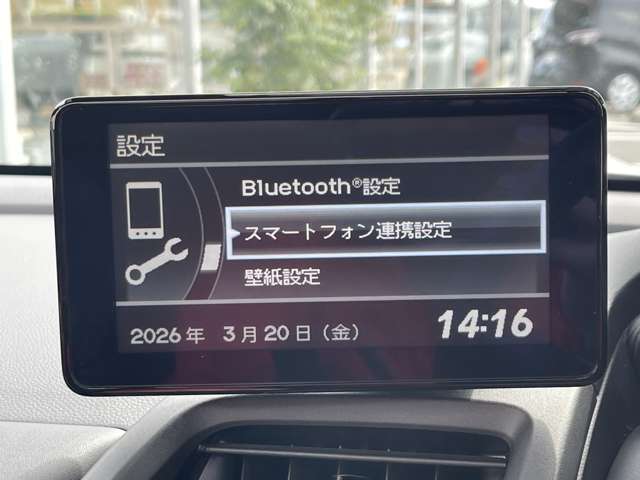 設定
Bluetooth®設定
スマートフォン連携設定
壁紙設定
2026年 3月20日（金） 14:16